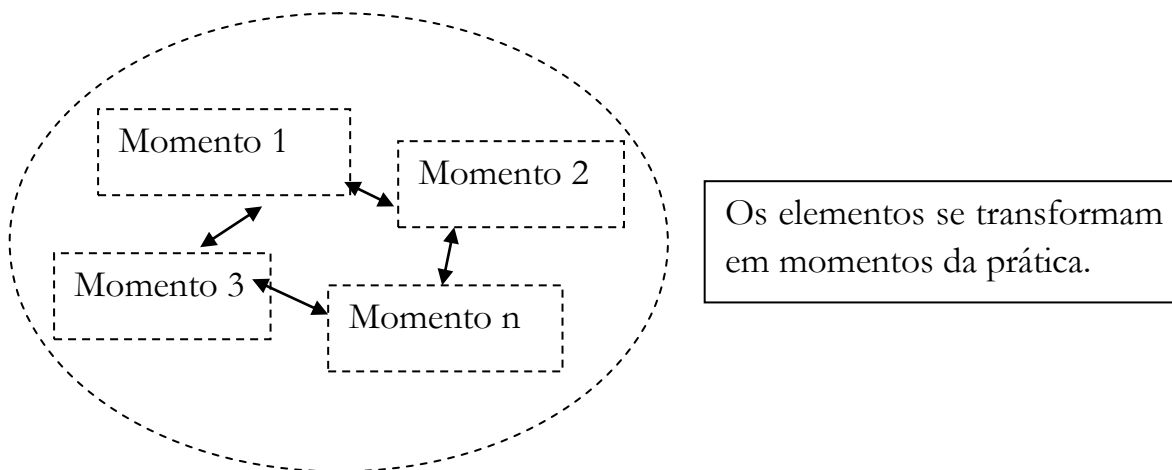 Momento 1
Momento 2
Momento 3
Momento n
Os elementos se transformam
em momentos da prática.